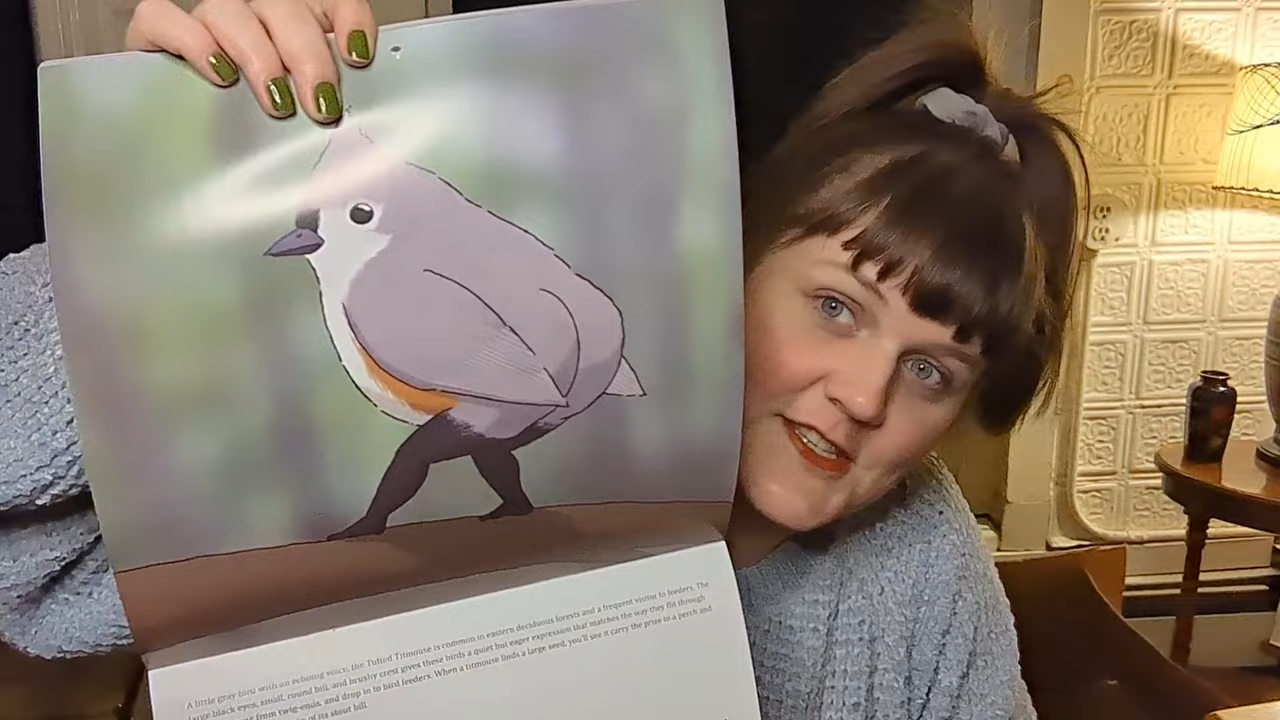 A little gray bird with an echoing voice, the Tufted Titmouse is common in eastern deciduous forests and a frequent visitor to feeders. The
large black eyes, small, round bill, and brushy crest gives these birds a quiet but eager expression that matches the way they flit through
from twig-ends, and drop in to bird feeders. When a titmouse finds a large seed, you'll see it carry the prize to a perch and
of its stout bill.